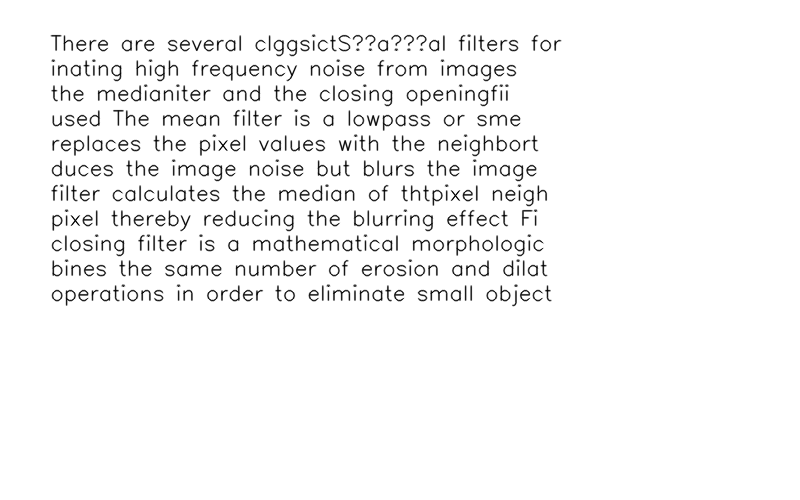 There are several clggsictS??a???al filters for
inating high frequency noise from images
the medianiter and the closing openingfii
used The mean filter is a lowpass or sme
replaces the pixel values with the neighbort
duces the image noise but blurs the image
filter calculates the median of thtpixel neigh
pixel thereby reducing the blurring effect Fi
closing filter is a mathematical morphologic
bines the same number of erosion and dilat
operations in order to eliminate small object